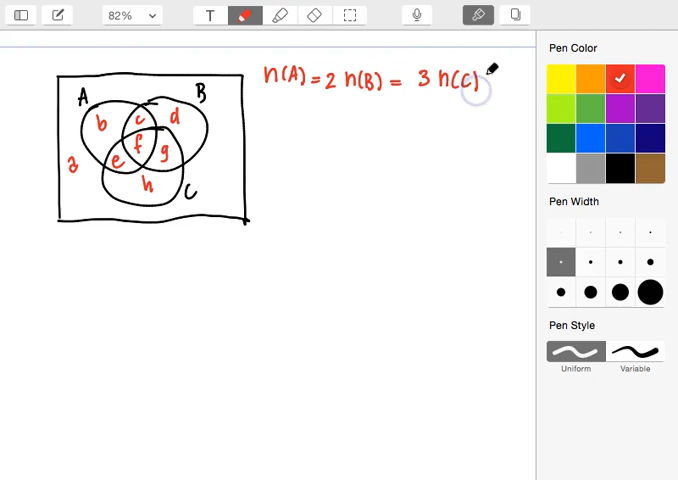 82%
T
n(A) = 2 n(B) = 3 n(C)
A
B
b
c
d
f
a
e
g
h
C
Pen Color
Pen Width
Pen Style
Uniform
Variable